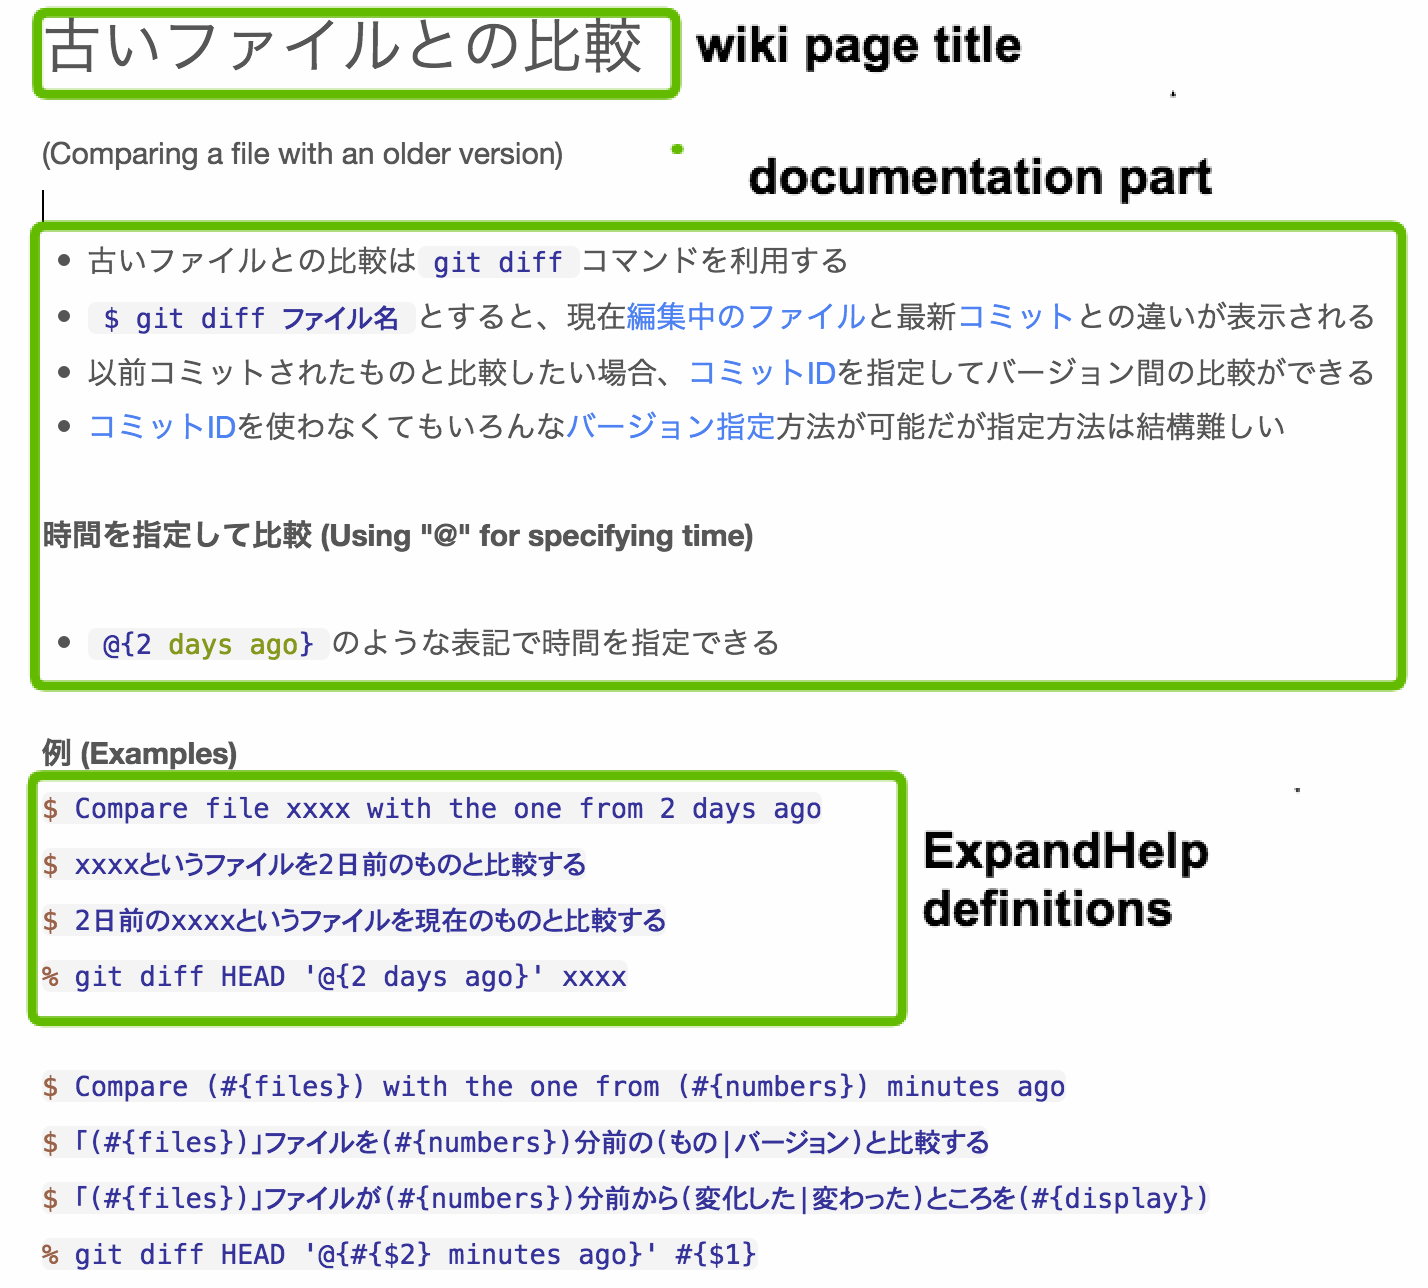 古いファイルとの比較 wiki page title
(Comparing a file with an older version)
documentation part
• 古いファイルとの比較は git diff コマンドを利用する
• $ git diff ファイル名 とすると、現在編集中のファイルと最新コミットとの違いが表示される
• 以前コミットされたものと比較したい場合、コミットIDを指定してバージョン間の比較ができる
• コミットIDを使わなくてもいろんなバージョン指定方法が可能だが指定方法は結構難しい
時間を指定して比較 (Using "@" for specifying time)
• @{2 days ago} のような表記で時間を指定できる
例 (Examples)
$ Compare file xxxx with the one from 2 days ago
$ xxxxというファイルを2日前のものと比較する
$ 2日前のxxxxというファイルを現在のものと比較する
% git diff HEAD '@{2 days ago}' xxxx
ExpandHelp
definitions
$ Compare (#{files}) with the one from (#{numbers}) minutes ago
$ 「(#{files})」ファイルを(#{numbers})分前の(もの|バージョン)と比較する
$ 「(#{files})」ファイルが(#{numbers})分前から(変化した|変わった)ところを(#{display})
% git diff HEAD '@{#{$2} minutes ago}' #{$1}